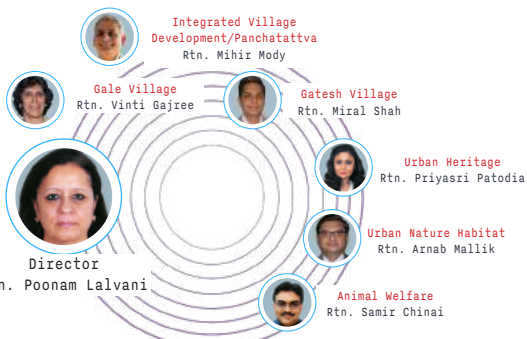 Integrated Village
Development/Panchatattva
Rtn. Mihir Mody
Gale Village
Rtn. Vinti Gajree
Gatesh Village
Rtn. Miral Shah
Urban Heritage
Rtn. Priyasri Patodia
Urban Nature Habitat
Rtn. Arnab Mallik
Director
n. Poonam Lalvani
Animal Welfare
Rtn. Samir Chinai